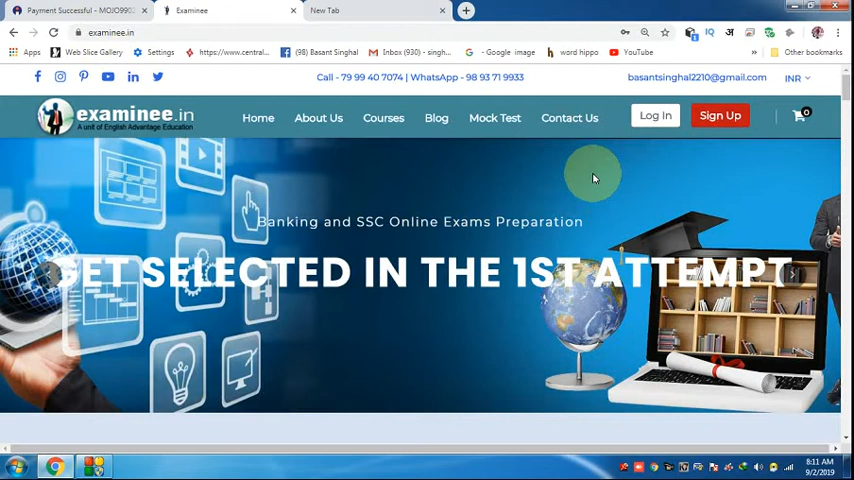 Payment Successful - MOJO990
Examinee
New Tab
examinee.in
Apps
Web Slice Gallery
Settings
https://www.central...
(98) Basant Singhal
Inbox (930) - singh...
- Google image
word hippo
YouTube
Other bookmarks
Call - 79 99 40 7074 | WhatsApp - 98 93 71 9933
basantsinghal2210@gmail.com
INR
examinee.in
A unit of English Advantage Education
Home
About Us
Courses
Blog
Mock Test
Contact Us
Log In
Sign Up
0
Banking and SSC Online Exams Preparation
GET SELECTED IN THE 1ST ATTEMPT
8:11 AM
9/2/2019